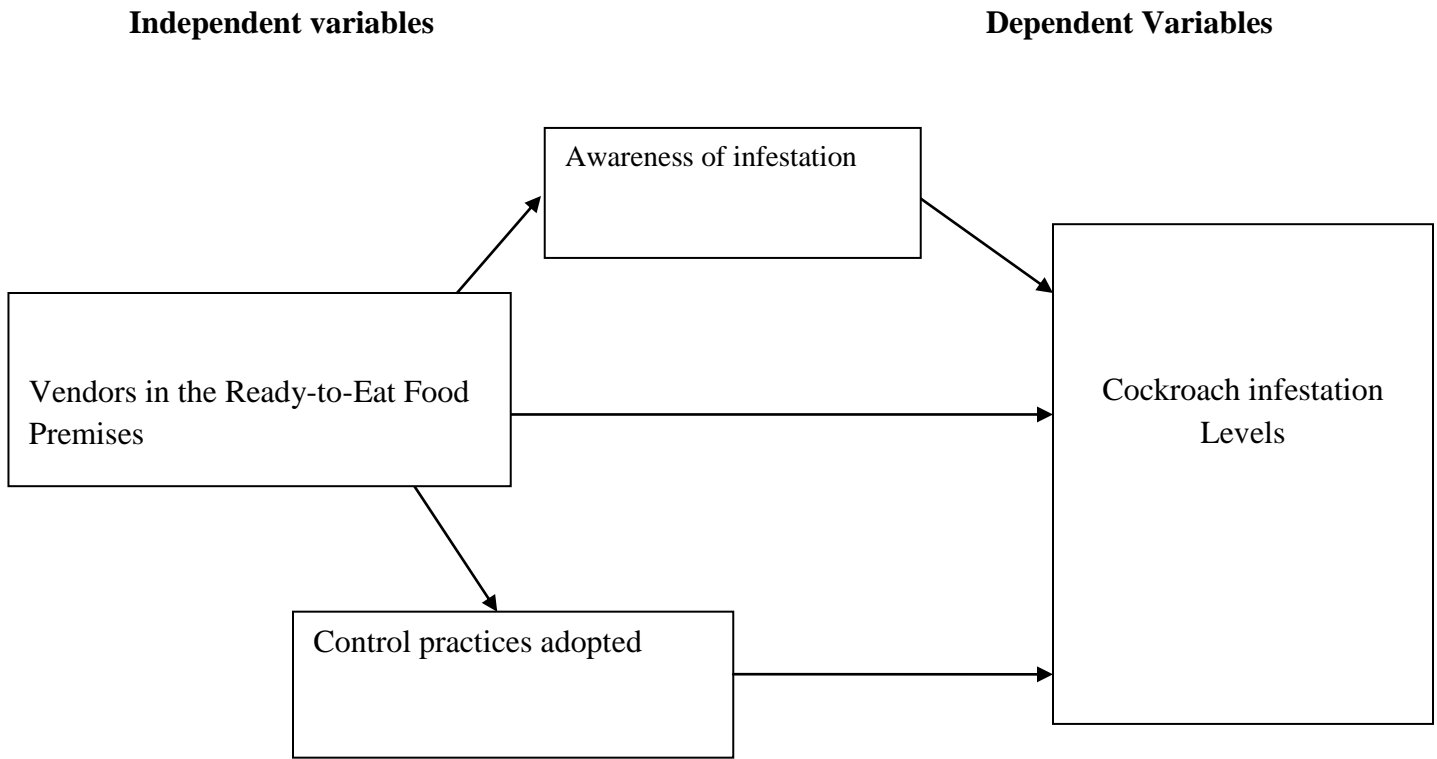 Independent variables
Dependent Variables
Awareness of infestation
Vendors in the Ready-to-Eat Food
Premises
Cockroach infestation
Levels
Control practices adopted